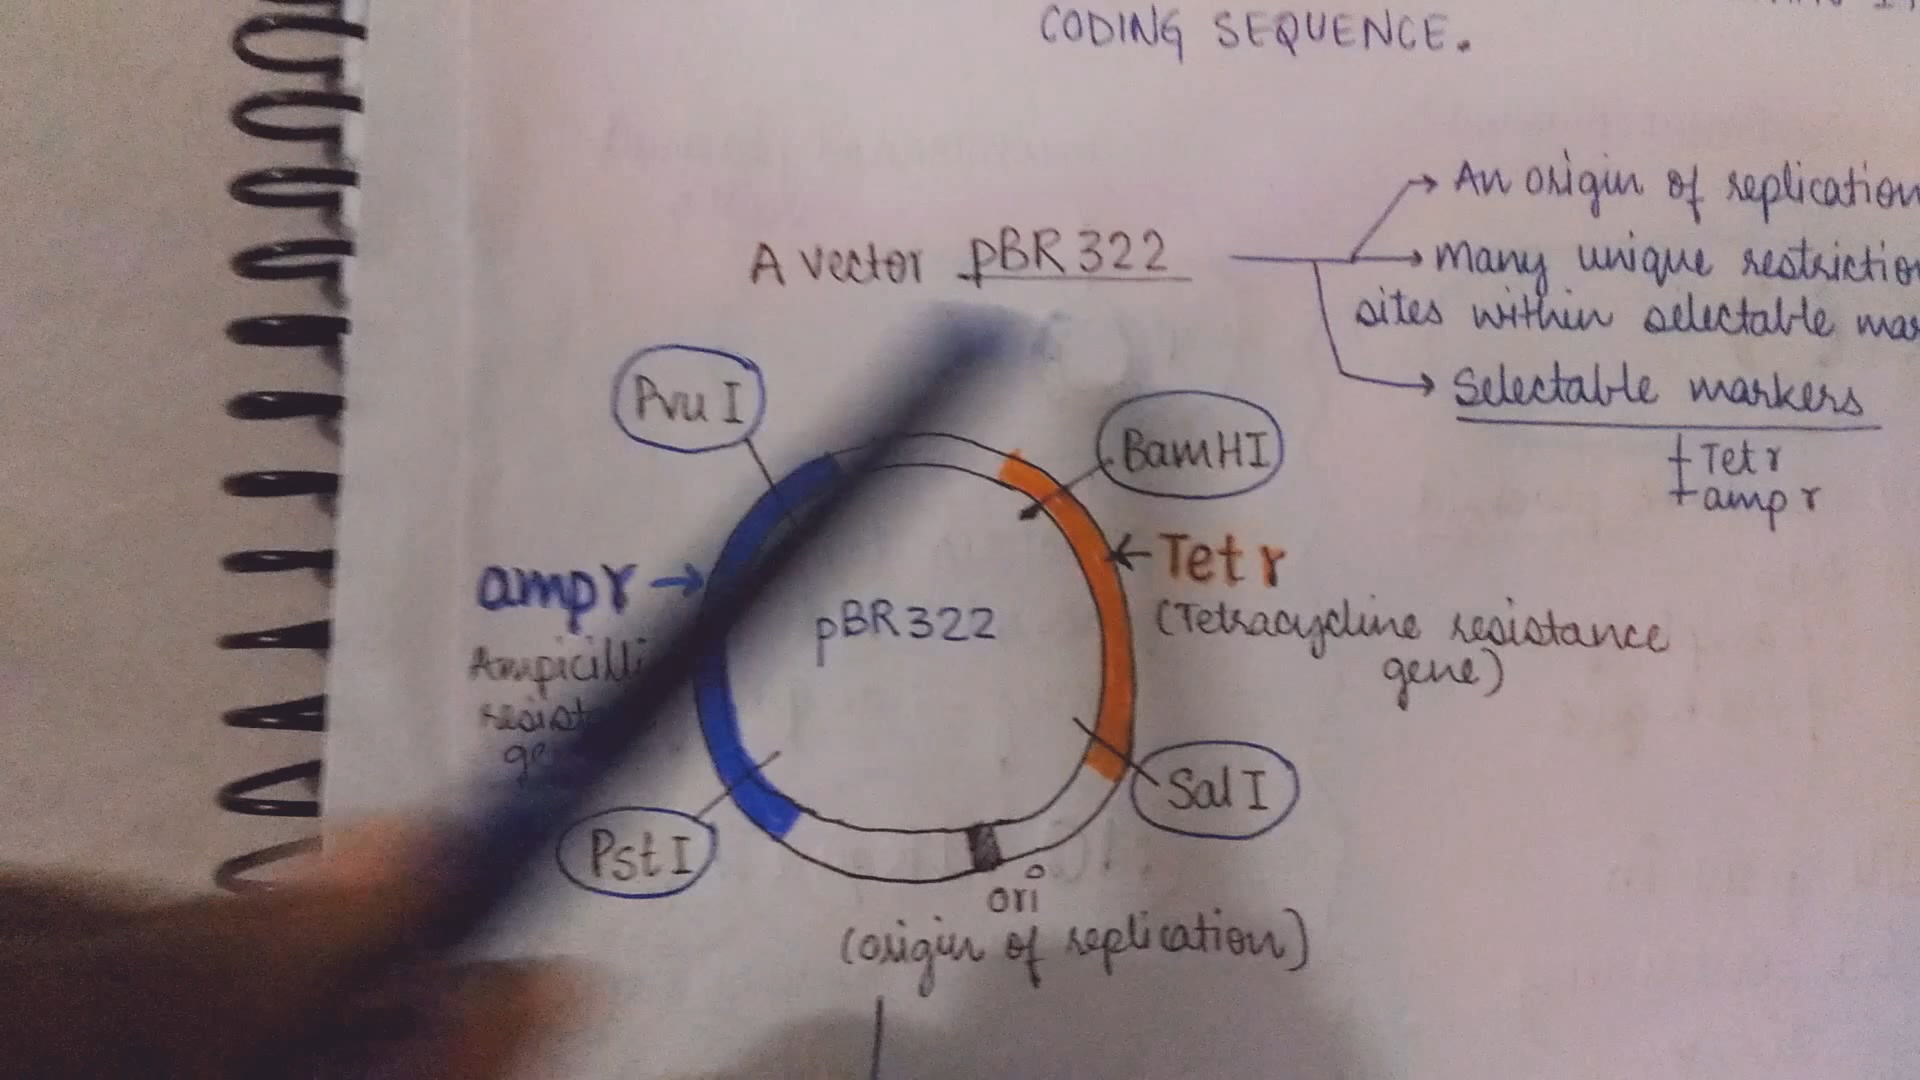 CODING SEQUENCE.
A vector pBR322
→ An origin of replication
→ Many unique restriction
sites within selectable
→ Selectable markers
Tet r
amp r
Pvu I
BamHI
ampr →
← Tet r
(Tetracycline resistance
gene)
pBR322
Sal I
Pst I
ori
(origin of replication)